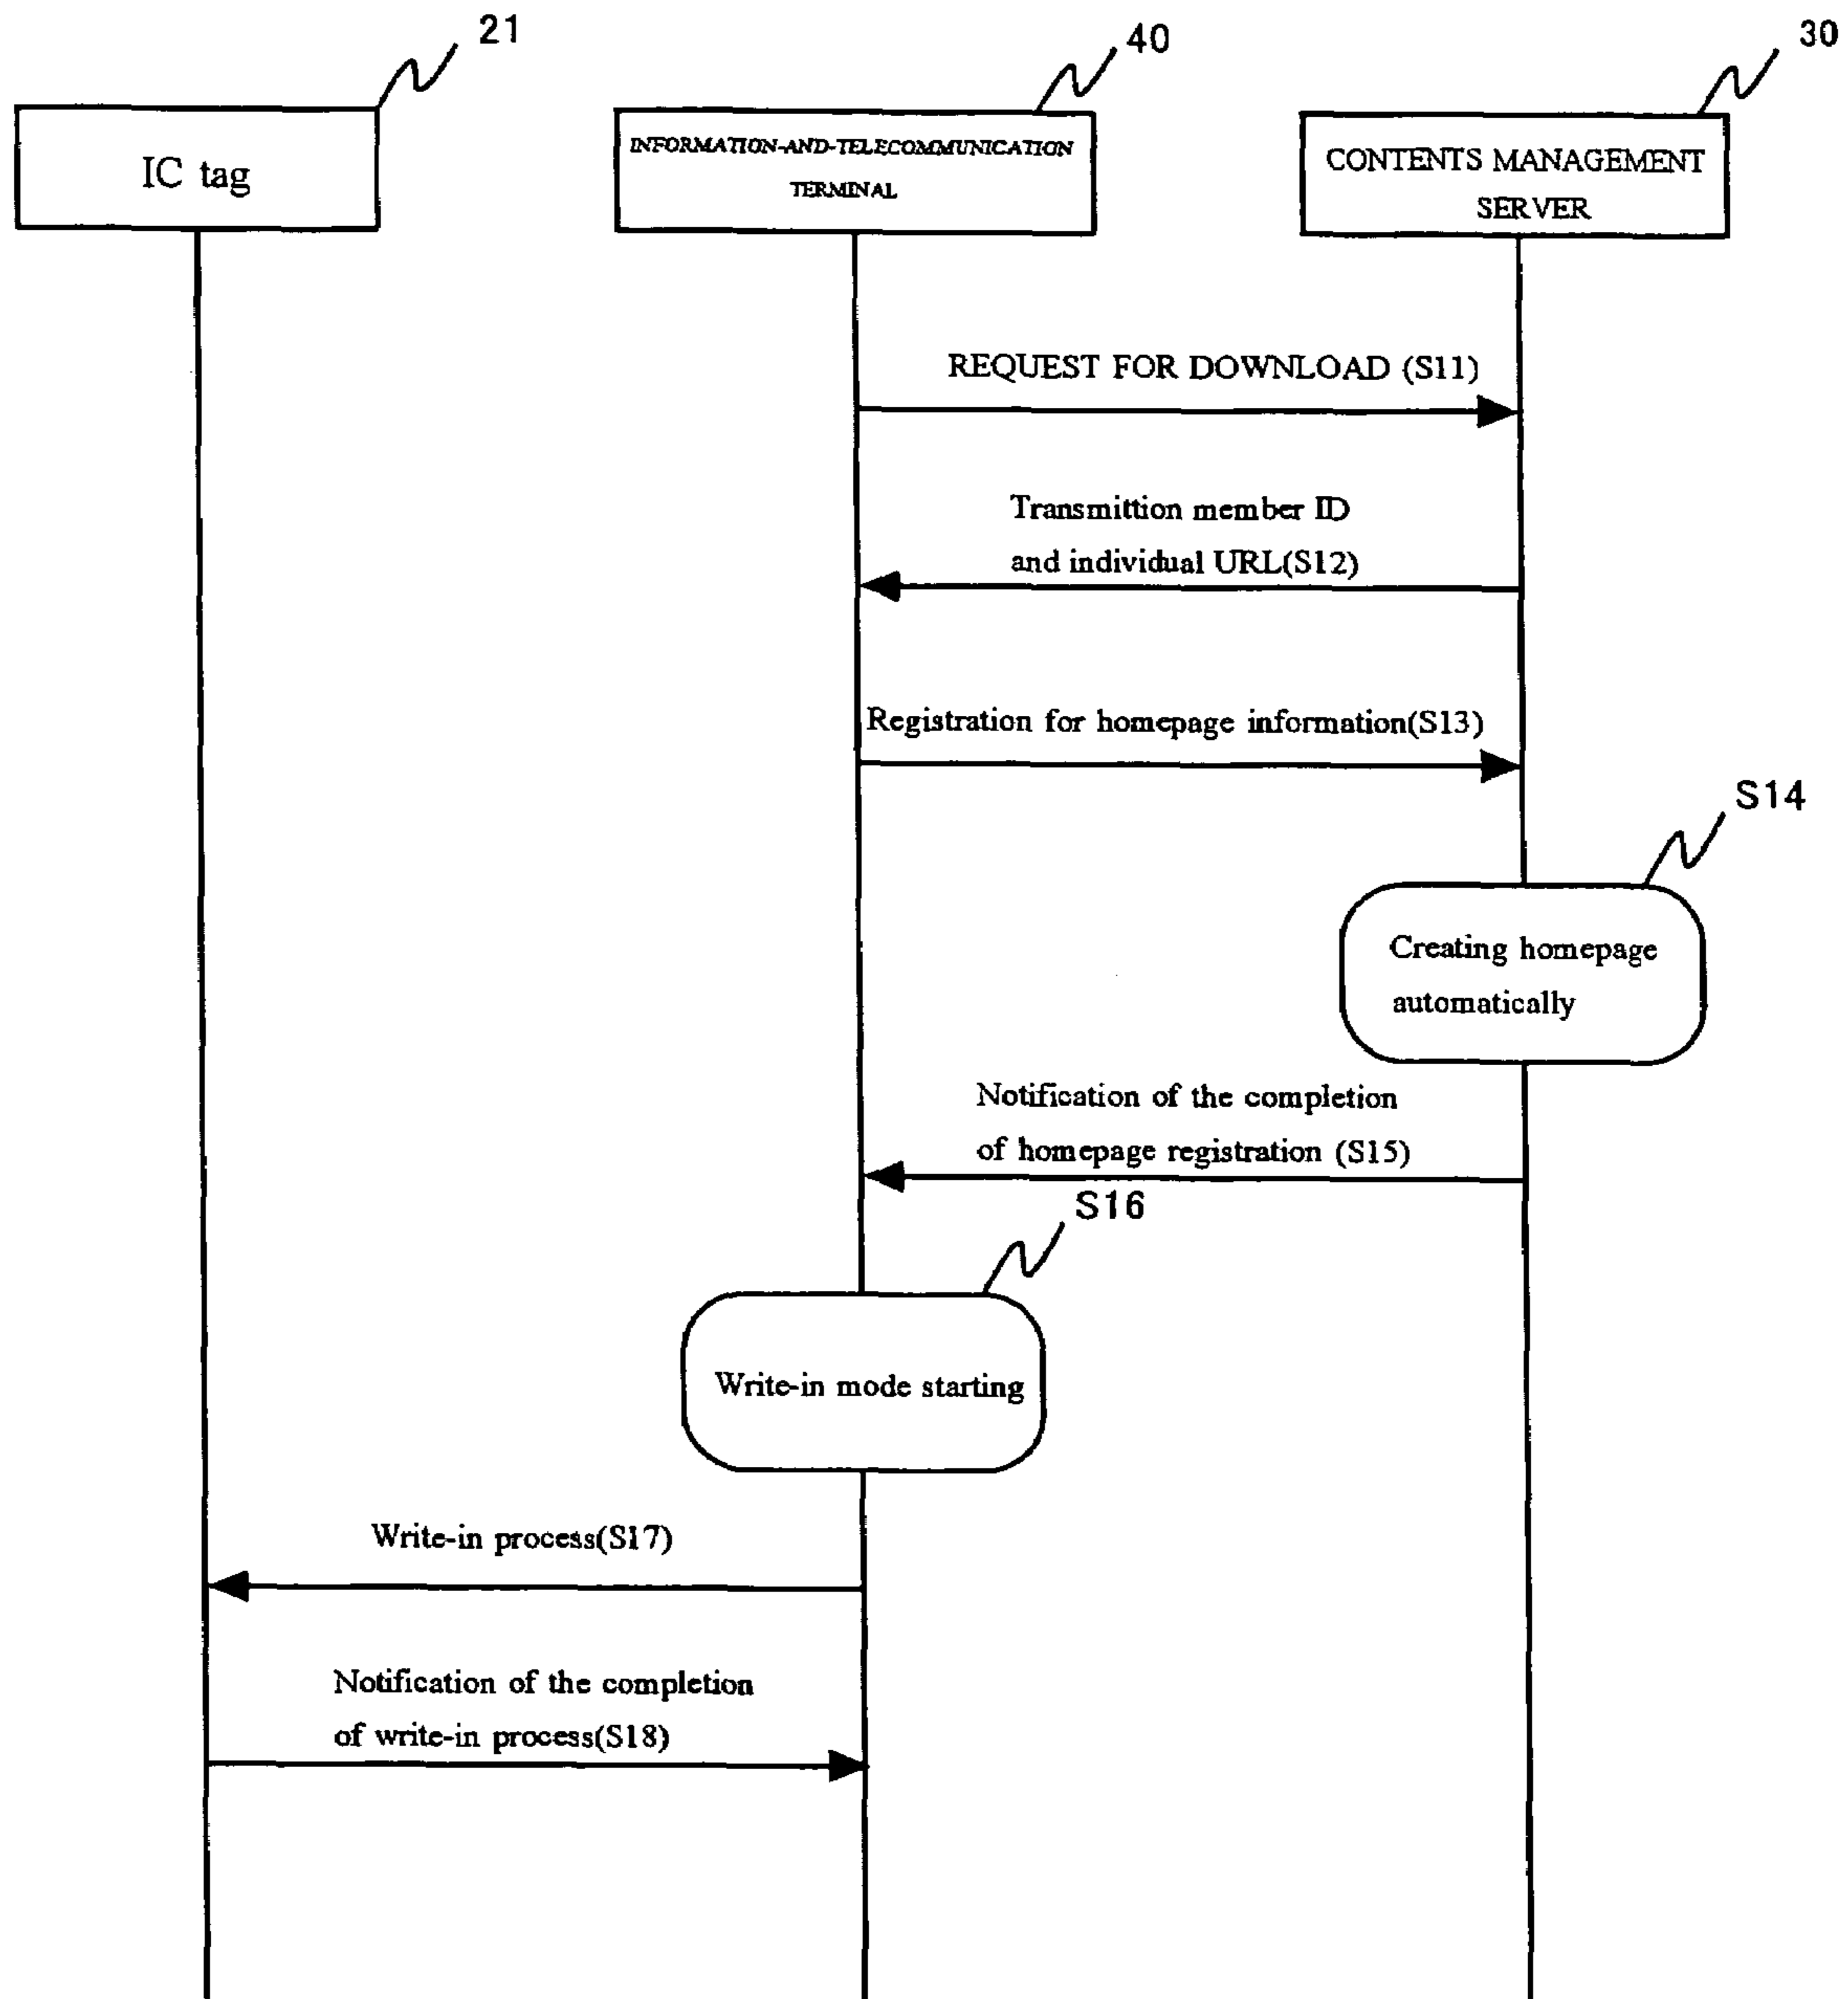 21
40
30
IC tag
INFORMATION-AND-TELECOMMUNICATION
TERMINAL
CONTENTS MANAGEMENT
SERVER
REQUEST FOR DOWNLOAD (S11)
Transmittion member ID
and individual URL(S12)
Registration for homepage information(S13)
S14
Creating homepage
automatically
Notification of the completion
of homepage registration (S15)
S16
Write-in mode starting
Write-in process(S17)
Notification of the completion
of write-in process(S18)